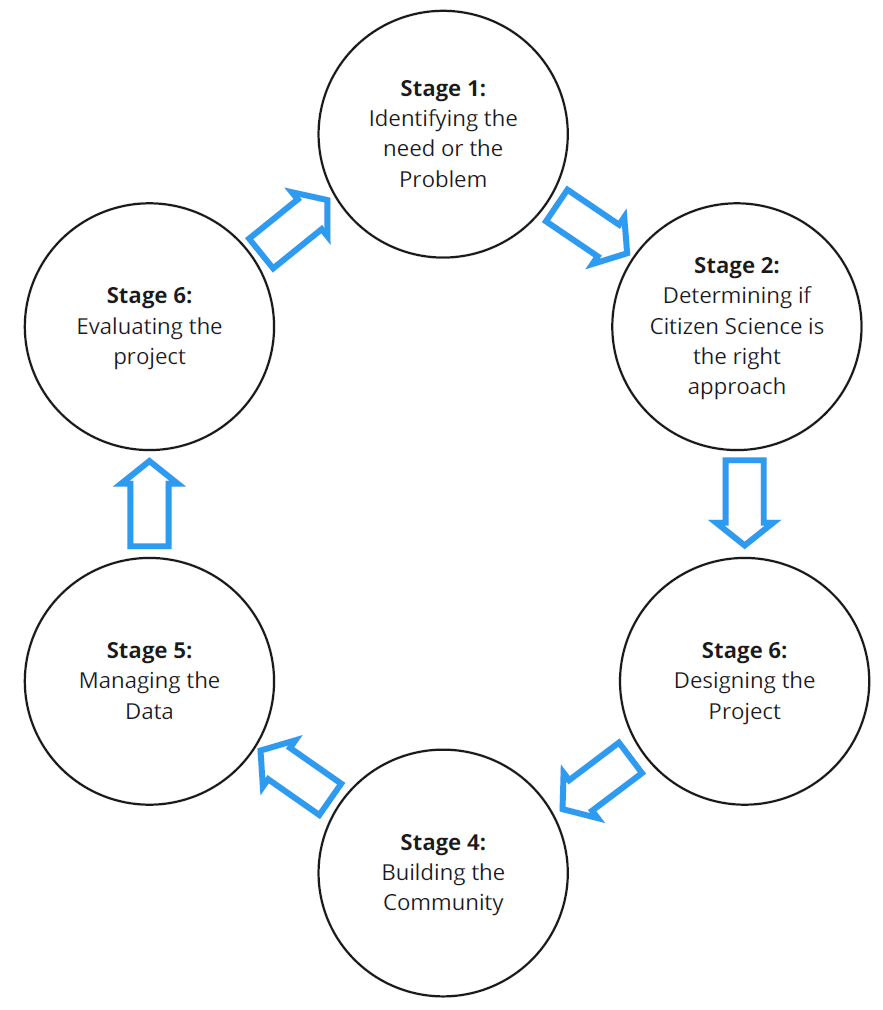 Stage 1:
Identifying the
need or the
Problem
Stage 2:
Determining if
Citizen Science is
the right
approach
Stage 6:
Designing the
Project
Stage 4:
Building the
Community
Stage 5:
Managing the
Data
Stage 6:
Evaluating the
project